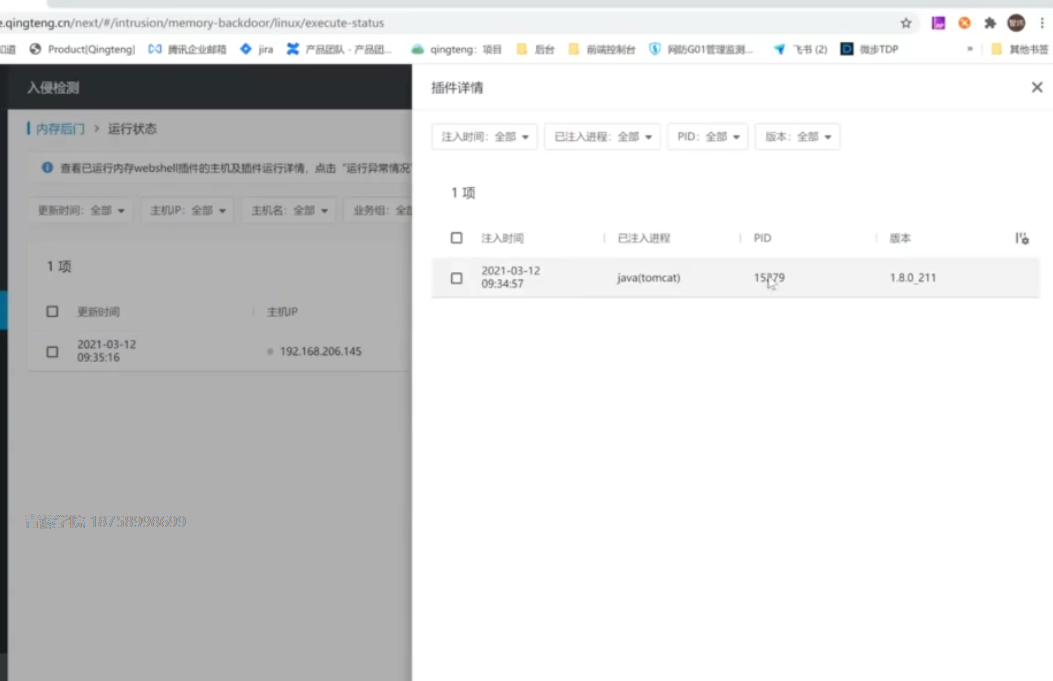 e.qingteng.cn/next/#/intrusion/memory-backdoor/linux/execute-status
知道 Product(Qingteng) 腾讯企业邮箱 jira 产品团队 - 产品团... qingteng: 项目 后台 前端控制台 网防G01管理监测... 飞书 (2) 微步TDP » 其他书签
入侵检测
内存后门 > 运行状态
查看已运行内存webshell插件的主机及插件运行详情，点击“运行异常情况
更新时间: 全部 主机IP: 全部 主机名: 全部 业务组: 全部
1 项
更新时间 主机IP
2021-03-12
09:35:16
192.168.206.145
青藤学院 18758998699
插件详情
注入时间: 全部 已注入进程: 全部 PID: 全部 版本: 全部
1 项
注入时间 已注入进程 PID 版本
2021-03-12
09:34:57
java(tomcat) 1.8.0_211